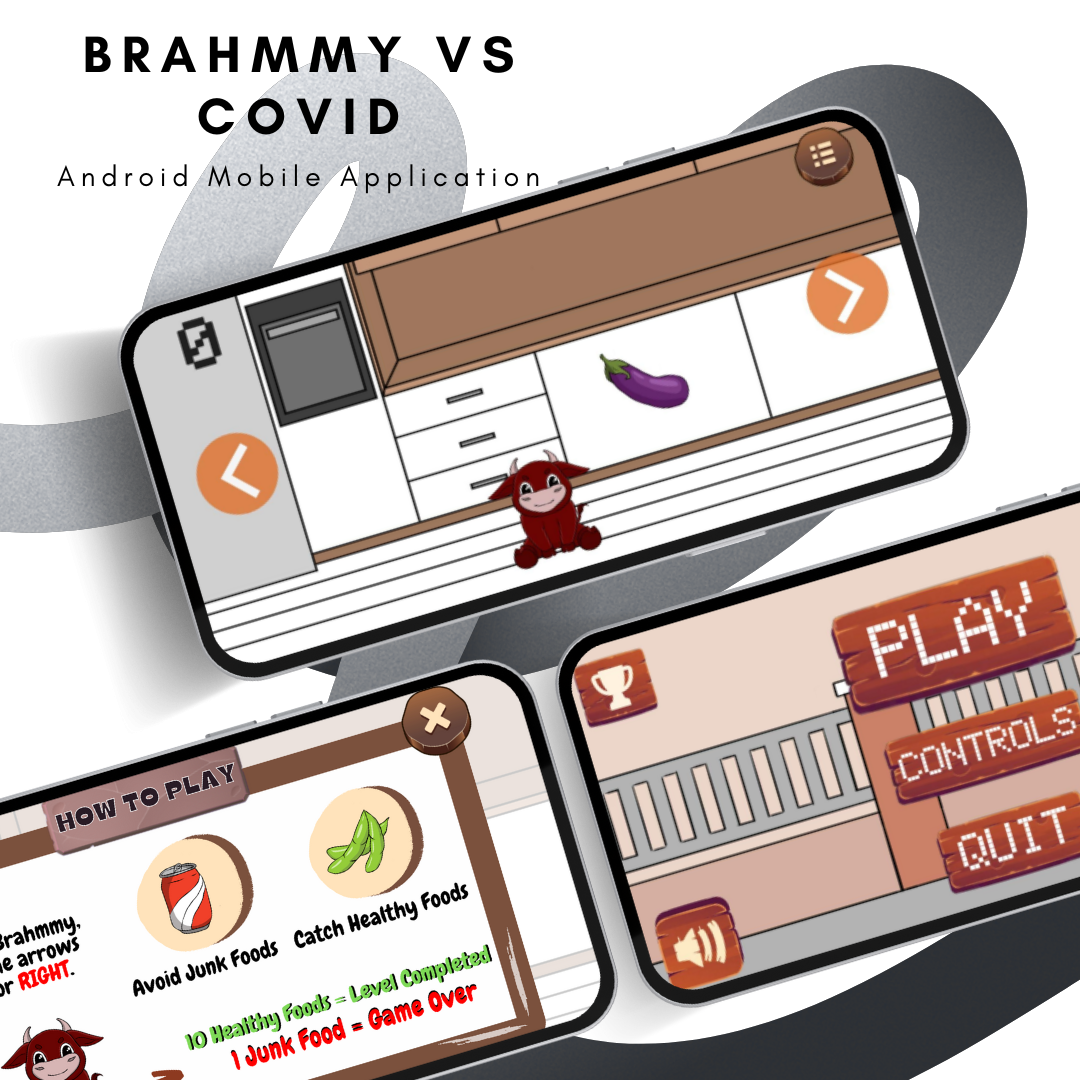 BRAHMMY VS
COVID
Android Mobile Application
0
PLAY
CONTROLS
QUIT
HOW TO PLAY
Brahmmy,
arrows
or RIGHT.
Avoid Junk Foods
Catch Healthy Foods
10 Healthy Foods = Level Completed
1 Junk Food = Game Over